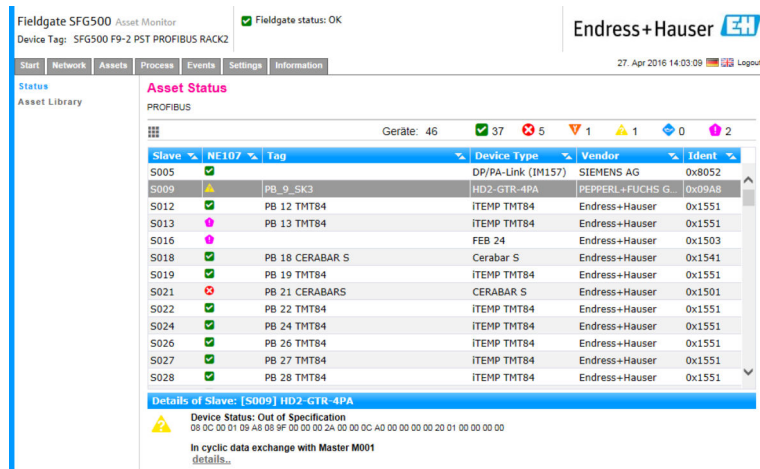 Fieldgate SFG500 Asset Monitor
Device Tag: SFG500 F9-2 PST PROFIBUS RACK2
Fieldgate status: OK
Endress+Hauser EH
Start Network Assets Process Events Settings Information
27. Apr 2016 14:03:09 Logout
Status
Asset Library
Asset Status
PROFIBUS
Geräte: 46 37 5 1 1 0 2
Slave NE107 Tag Device Type Vendor Ident
S005 DP/PA-Link (IM157) SIEMENS AG 0x8052
S009 PB_9_SK3 HD2-GTR-4PA PEPPERL+FUCHS G... 0x09A8
S012 PB 12 TMT84 iTEMP TMT84 Endress+Hauser 0x1551
S013 PB 13 TMT84 iTEMP TMT84 Endress+Hauser 0x1551
S016 FEB 24 Endress+Hauser 0x1503
S018 PB 18 CERABAR S Cerabar S Endress+Hauser 0x1541
S019 PB 19 TMT84 iTEMP TMT84 Endress+Hauser 0x1551
S021 PB 21 CERABARS CERABAR S Endress+Hauser 0x1501
S022 PB 22 TMT84 iTEMP TMT84 Endress+Hauser 0x1551
S024 PB 24 TMT84 iTEMP TMT84 Endress+Hauser 0x1551
S026 PB 26 TMT84 iTEMP TMT84 Endress+Hauser 0x1551
S027 PB 27 TMT84 iTEMP TMT84 Endress+Hauser 0x1551
S028 PB 28 TMT84 iTEMP TMT84 Endress+Hauser 0x1551
Details of Slave: [S009] HD2-GTR-4PA
Device Status: Out of Specification
08 0C 00 01 09 A8 08 9F 00 00 00 2A 00 00 0C A0 00 00 00 00 20 01 00 00 00 00
In cyclic data exchange with Master M001
details..